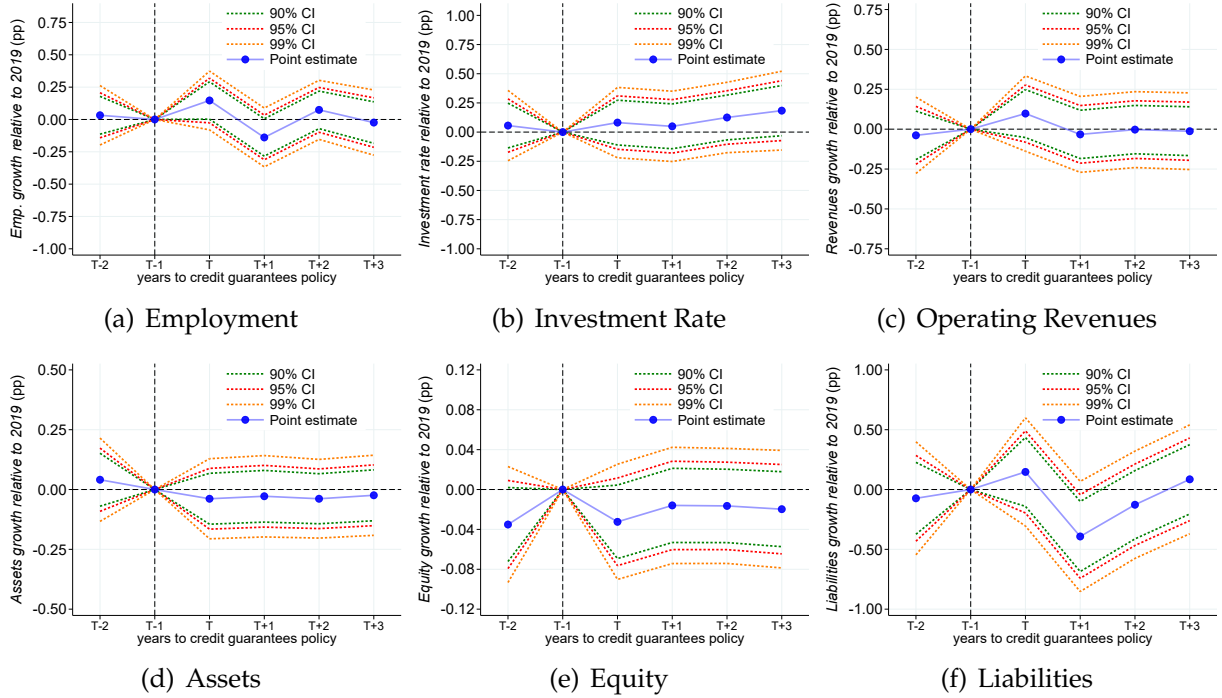 Emp. growth relative to 2019 (pp)
0.75
0.50
0.25
0.00
-0.25
-0.50
-0.75
-1.00
90% CI
95% CI
99% CI
Point estimate
T-2
T-1
T
T+1
T+2
T+3
years to credit guarantees policy
(a) Employment
Investment rate relative to 2019 (pp)
1.00
0.75
0.50
0.25
0.00
-0.25
-0.50
-0.75
-1.00
90% CI
95% CI
99% CI
Point estimate
T-2
T-1
T
T+1
T+2
T+3
years to credit guarantees policy
(b) Investment Rate
Revenues growth relative to 2019 (pp)
0.75
0.50
0.25
0.00
-0.25
-0.50
-0.75
90% CI
95% CI
99% CI
Point estimate
T-2
T-1
T
T+1
T+2
T+3
years to credit guarantees policy
(c) Operating Revenues
Assets growth relative to 2019 (pp)
0.50
0.25
0.00
-0.25
-0.50
90% CI
95% CI
99% CI
Point estimate
T-2
T-1
T
T+1
T+2
T+3
years to credit guarantees policy
(d) Assets
Equity growth relative to 2019 (pp)
0.12
0.08
0.04
0.00
-0.04
-0.08
-0.12
90% CI
95% CI
99% CI
Point estimate
T-2
T-1
T
T+1
T+2
T+3
years to credit guarantees policy
(e) Equity
Liabilities growth relative to 2019 (pp)
1.00
0.50
0.00
-0.50
-1.00
90% CI
95% CI
99% CI
Point estimate
T-2
T-1
T
T+1
T+2
T+3
years to credit guarantees policy
(f) Liabilities